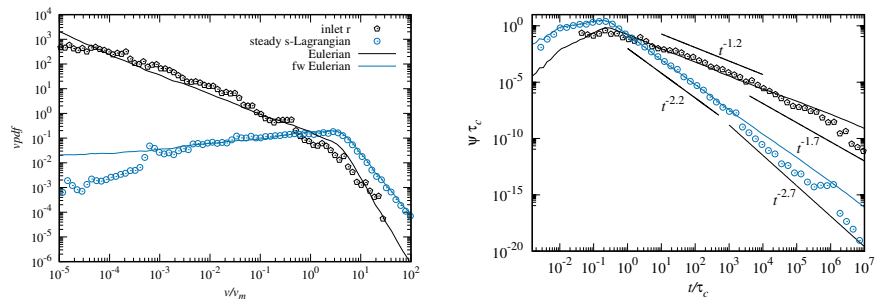 10^4
10^3
10^2
10^1
10^0
10^-1
10^-2
10^-3
10^-4
10^-5
10^-6
vpdf
inlet r
steady s-Lagrangian
Eulerian
fw Eulerian
10^-5 10^-4 10^-3 10^-2 10^-1 10^0 10^1 10^2
v/v_m
10^0
10^-5
10^-10
10^-15
10^-20
ψ τ_c
t^-1.2
t^-2.2
t^-1.7
t^-2.7
10^-2 10^-1 10^0 10^1 10^2 10^3 10^4 10^5 10^6 10^7
t/τ_c